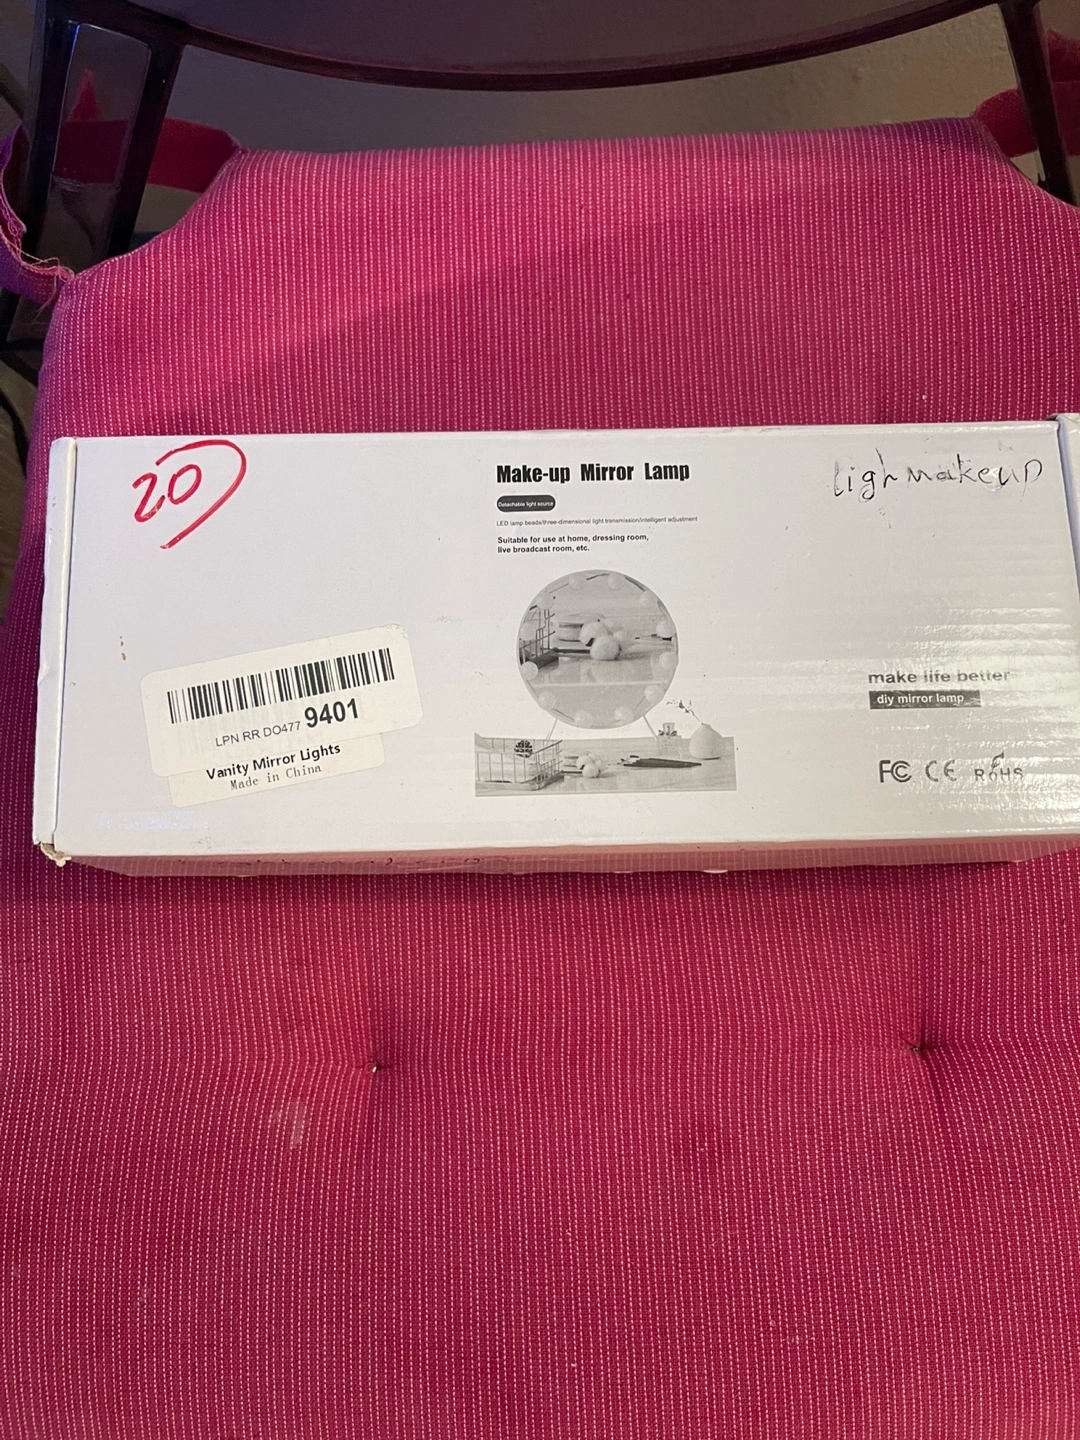 20
Make-up Mirror Lamp
Detachable light source
LED lamp beads/three-dimensional light transmission/intelligent adjustment
Suitable for use at home, dressing room,
live broadcast room, etc.
ligh makeup
LPN RR DO477 9401
Vanity Mirror Lights
Made in China
make life better
diy mirror lamp
FC CE RoHS